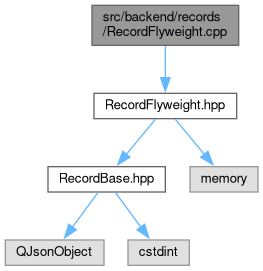 src/backend/records
/RecordFlyweight.cpp
RecordFlyweight.hpp
RecordBase.hpp
memory
QJsonObject
cstdint